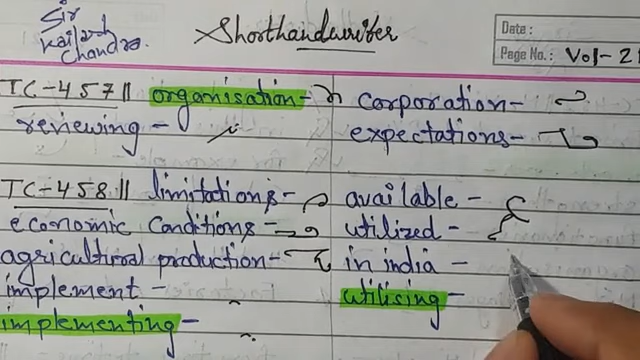 Sir
Kailash
Chandra.
Shorthandwriter
Date:
Page No.: Vol-21
TC-457|| organisation- corporation-
reviewing- expectations-
TC-458|| limitations- available-
economic conditions- utilized-
agricultural production- in india-
implement- utilising-
implementing-